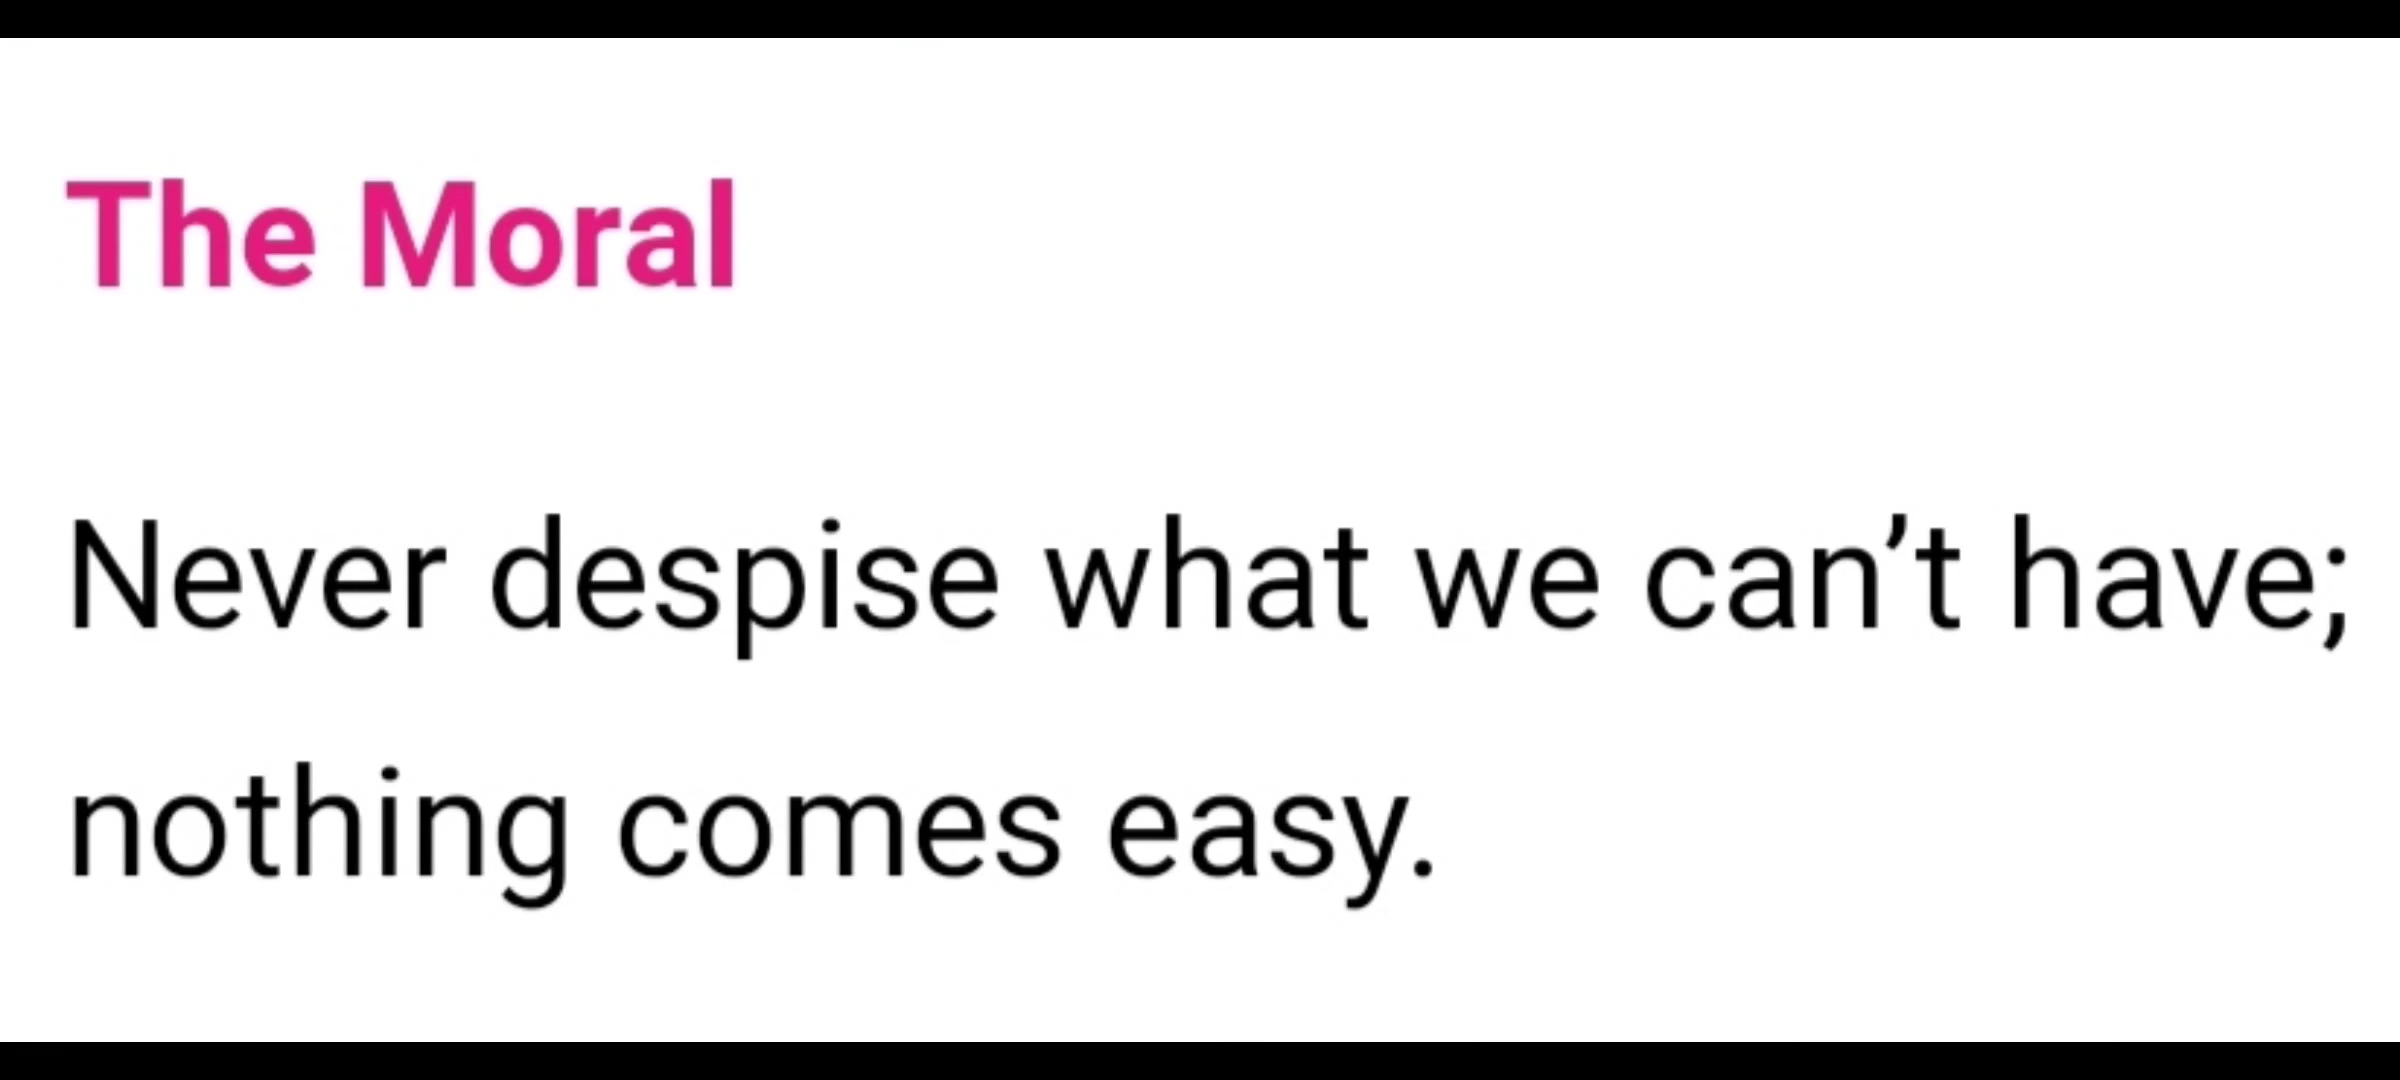 The Moral
Never despise what we can’t have;
nothing comes easy.